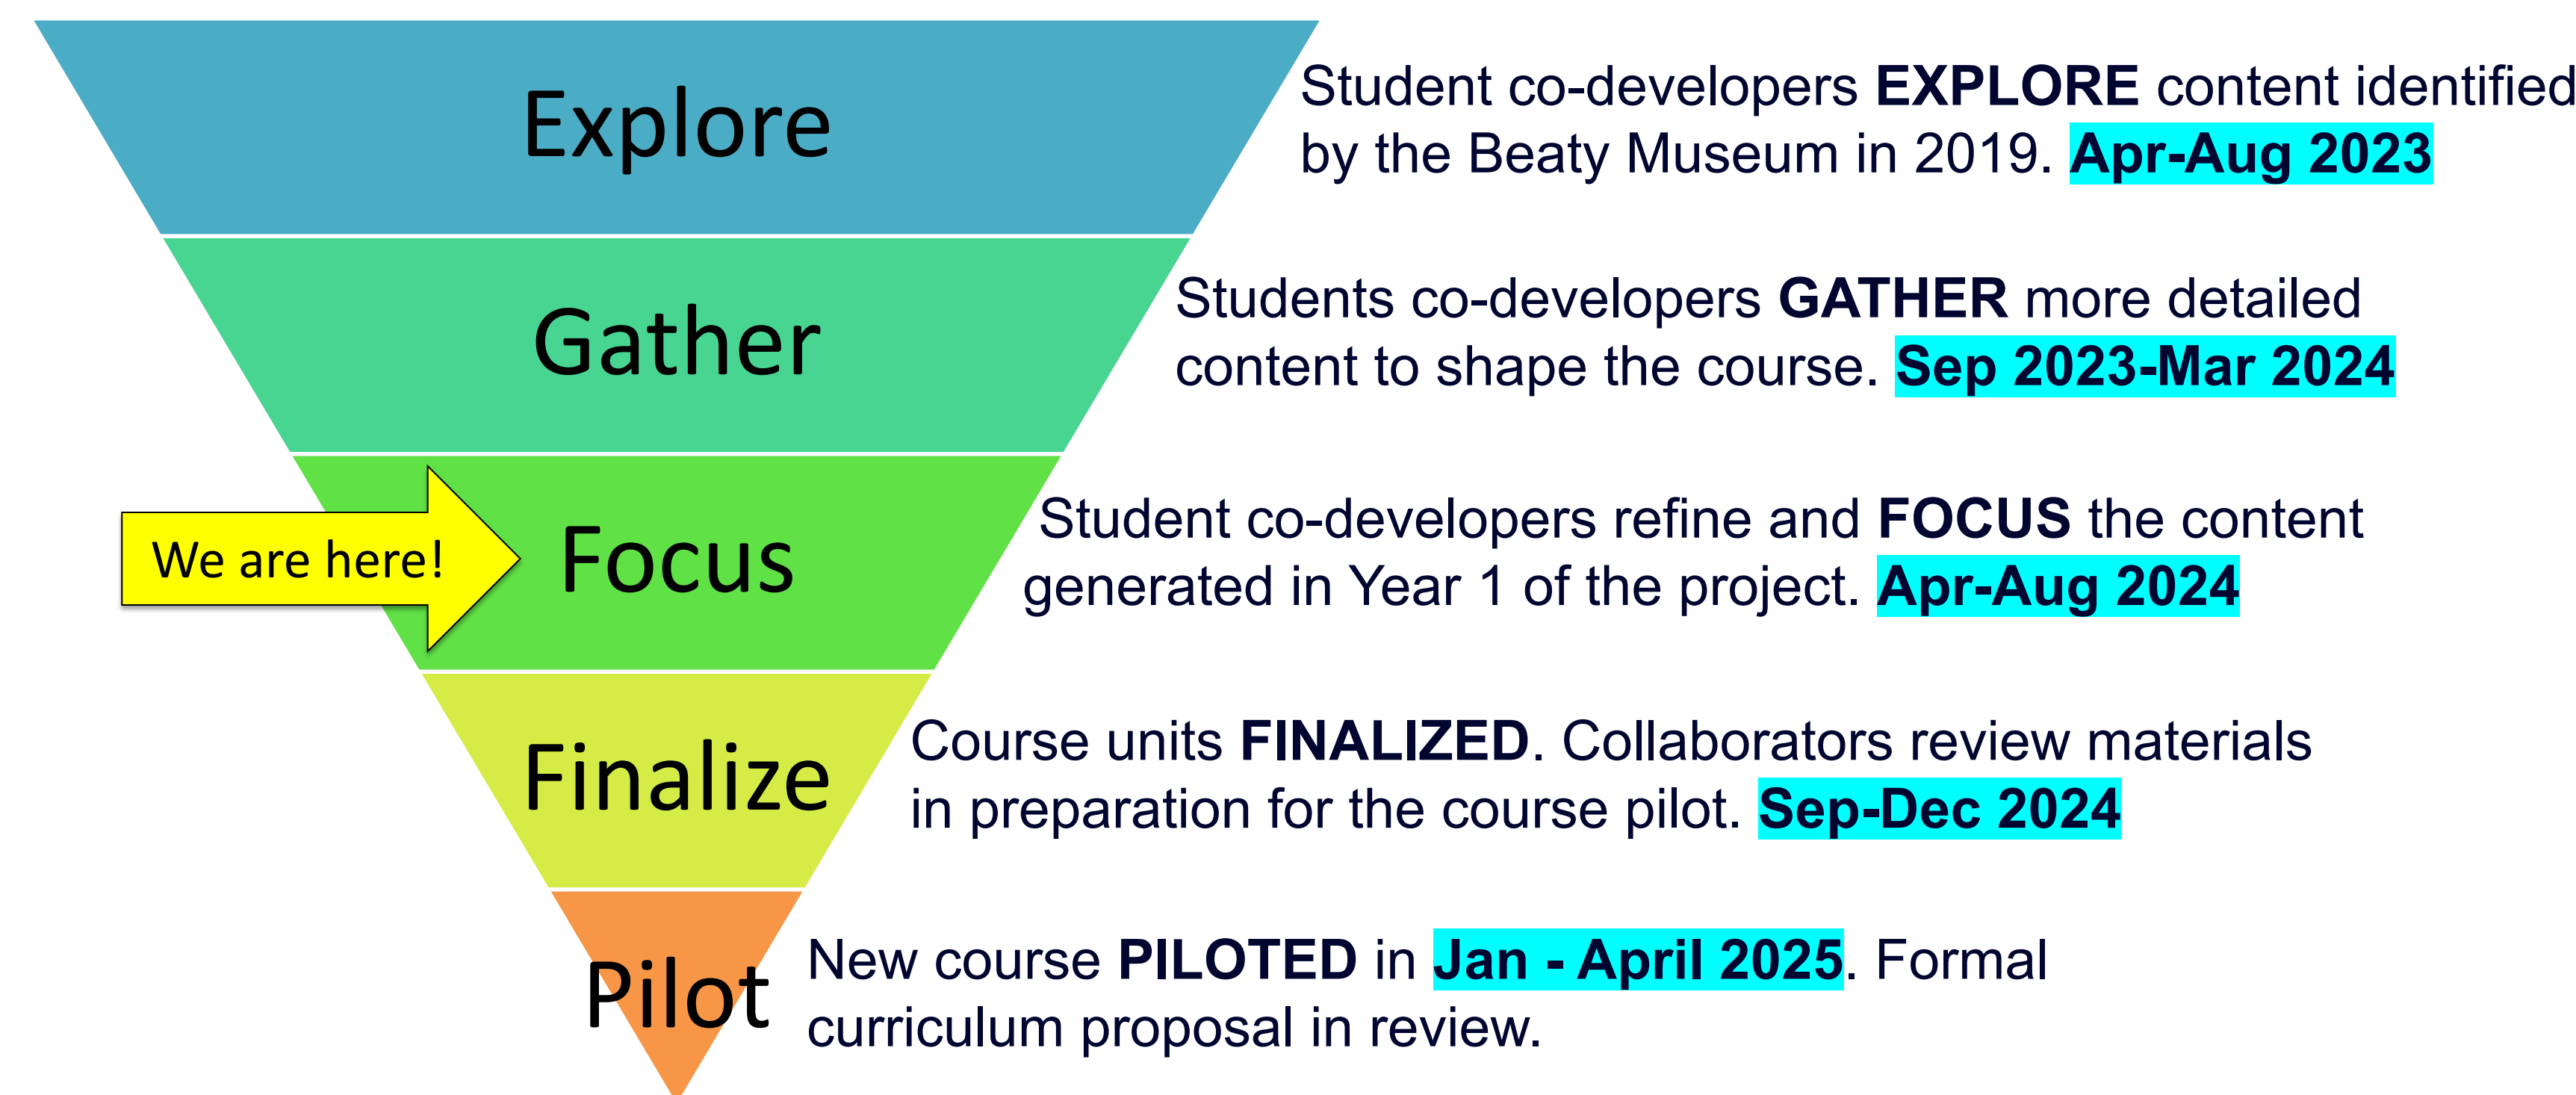 Explore
Student co-developers EXPLORE content identified
by the Beaty Museum in 2019. Apr-Aug 2023
Gather
Students co-developers GATHER more detailed
content to shape the course. Sep 2023-Mar 2024
We are here!
Focus
Student co-developers refine and FOCUS the content
generated in Year 1 of the project. Apr-Aug 2024
Finalize
Course units FINALIZED. Collaborators review materials
in preparation for the course pilot. Sep-Dec 2024
Pilot
New course PILOTED in Jan - April 2025. Formal
curriculum proposal in review.